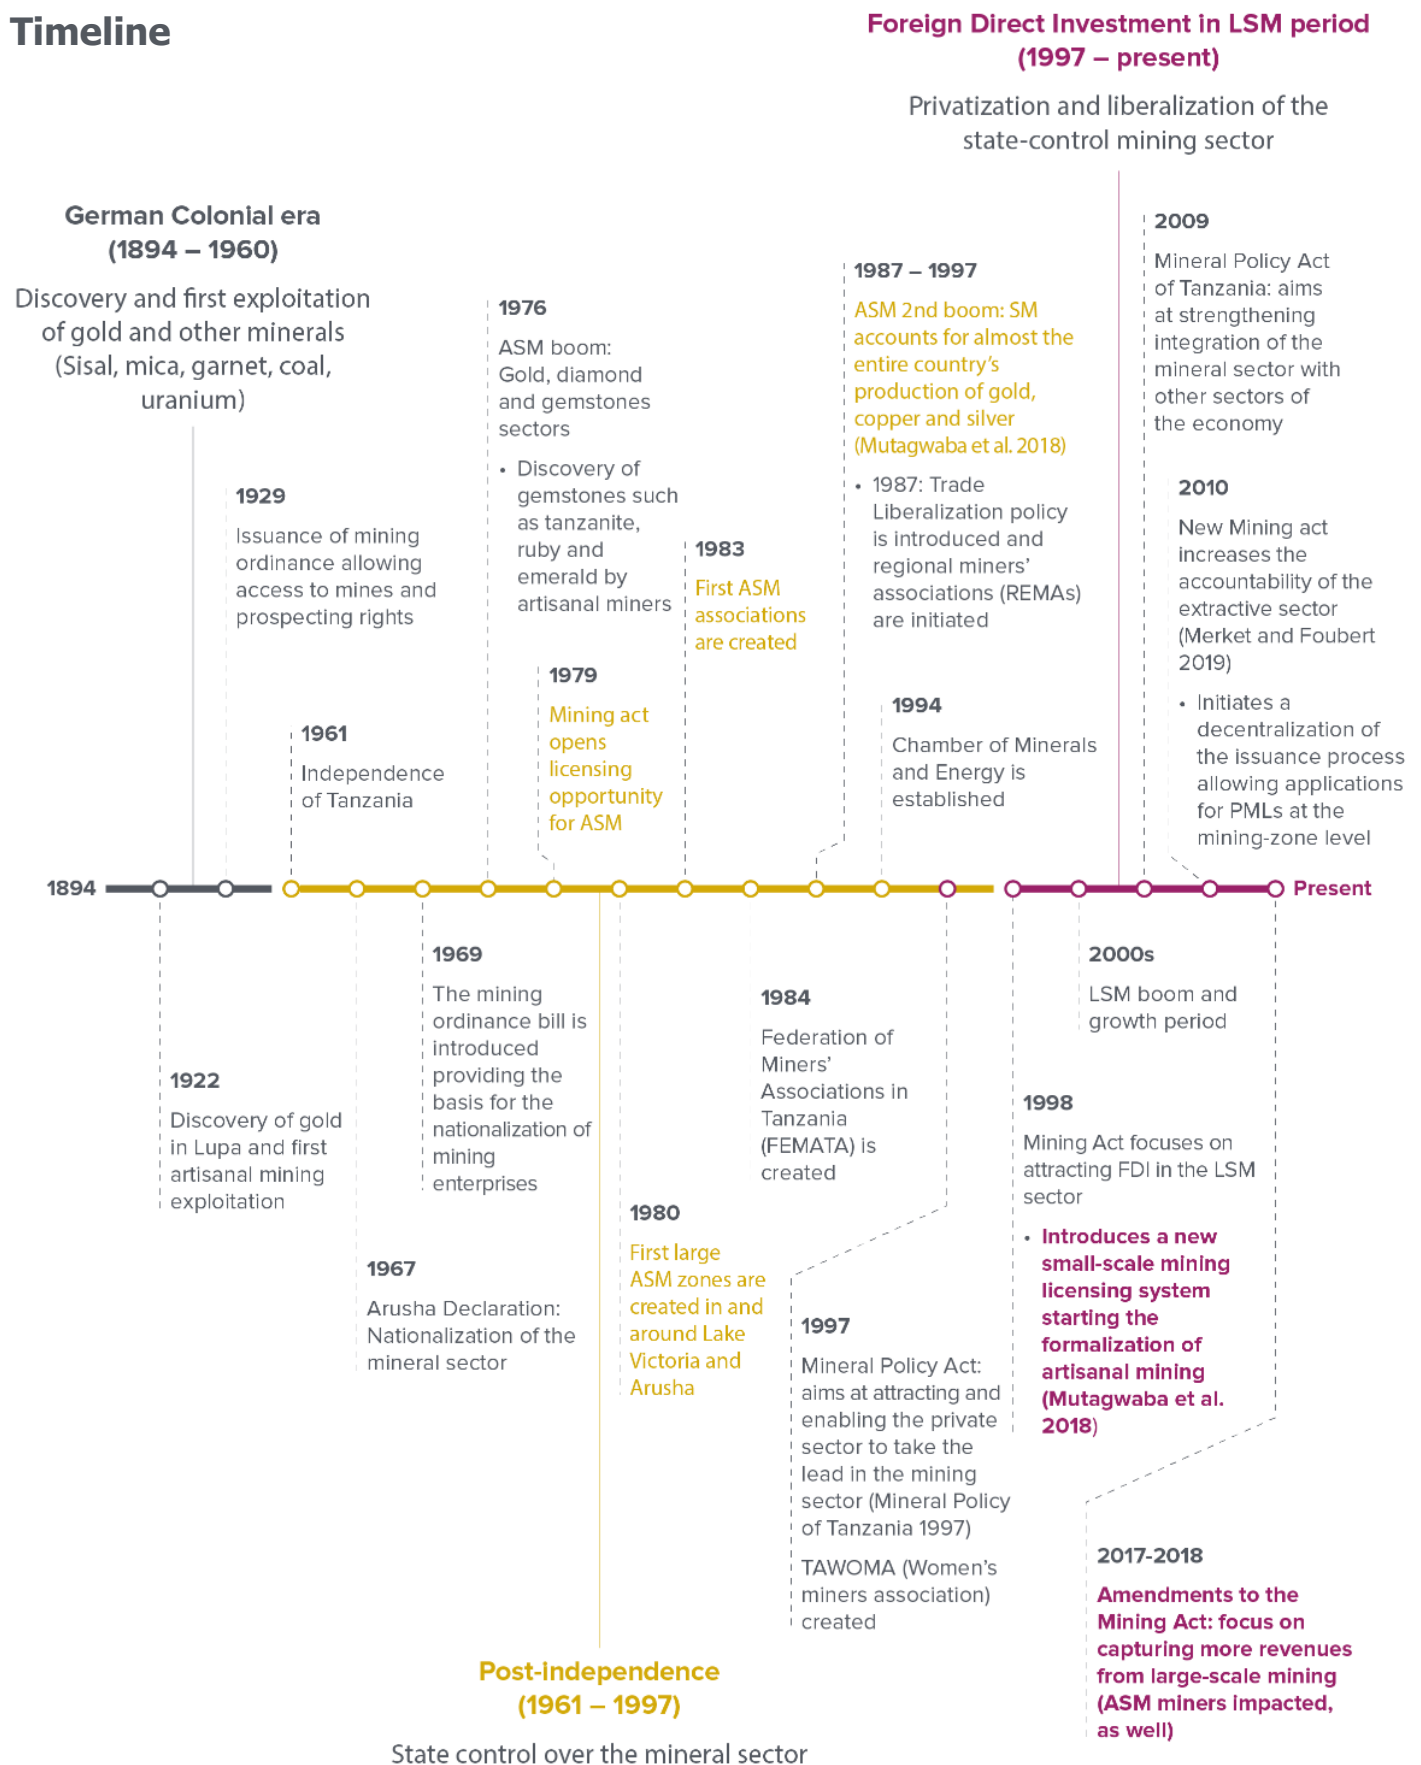 Timeline
Foreign Direct Investment in LSM period
(1997 – present)
Privatization and liberalization of the
state-control mining sector
German Colonial era
(1894 – 1960)
Discovery and first exploitation
of gold and other minerals
(Sisal, mica, garnet, coal,
uranium)
1929
Issuance of mining
ordinance allowing
access to mines and
prospecting rights
1961
Independence
of Tanzania
1976
ASM boom:
Gold, diamond
and gemstones
sectors
• Discovery of
gemstones such
as tanzanite,
ruby and
emerald by
artisanal miners
1979
Mining act
opens
licensing
opportunity
for ASM
1983
First ASM
associations
are created
1987 – 1997
ASM 2nd boom: SM
accounts for almost the
entire country’s
production of gold,
copper and silver
(Mutagwaba et al. 2018)
• 1987: Trade
Liberalization policy
is introduced and
regional miners’
associations (REMAs)
are initiated
1994
Chamber of Minerals
and Energy is
established
2009
Mineral Policy Act
of Tanzania: aims
at strengthening
integration of the
mineral sector with
other sectors of
the economy
2010
New Mining act
increases the
accountability of the
extractive sector
(Merket and Foubert
2019)
• Initiates a
decentralization of
the issuance process
allowing applications
for PMLs at the
mining-zone level
1894
Present
1922
Discovery of gold
in Lupa and first
artisanal mining
exploitation
1967
Arusha Declaration:
Nationalization of the
mineral sector
1969
The mining
ordinance bill is
introduced
providing the
basis for the
nationalization of
mining
enterprises
1980
First large
ASM zones are
created in and
around Lake
Victoria and
Arusha
1984
Federation of
Miners’
Associations in
Tanzania
(FEMATA) is
created
1997
Mineral Policy Act:
aims at attracting and
enabling the private
sector to take the
lead in the mining
sector (Mineral Policy
of Tanzania 1997)
TAWOMA (Women’s
miners association)
created
1998
Mining Act focuses on
attracting FDI in the LSM
sector
• Introduces a new
small-scale mining
licensing system
starting the
formalization of
artisanal mining
(Mutagwaba et al.
2018)
2000s
LSM boom and
growth period
2017-2018
Amendments to the
Mining Act: focus on
capturing more revenues
from large-scale mining
(ASM miners impacted,
as well)
Post-independence
(1961 – 1997)
State control over the mineral sector